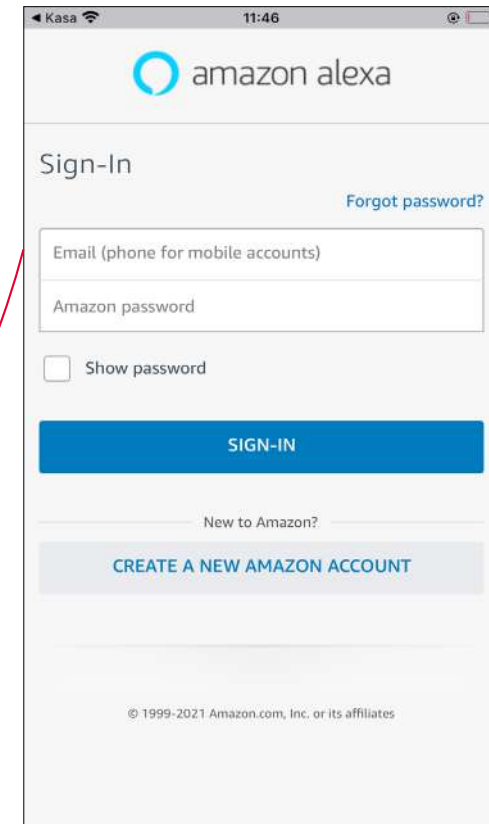 Kasa 11:46
amazon alexa
Sign-In
Forgot password?
Email (phone for mobile accounts)
Amazon password
Show password
SIGN-IN
New to Amazon?
CREATE A NEW AMAZON ACCOUNT
© 1999-2021 Amazon.com, Inc. or its affiliates